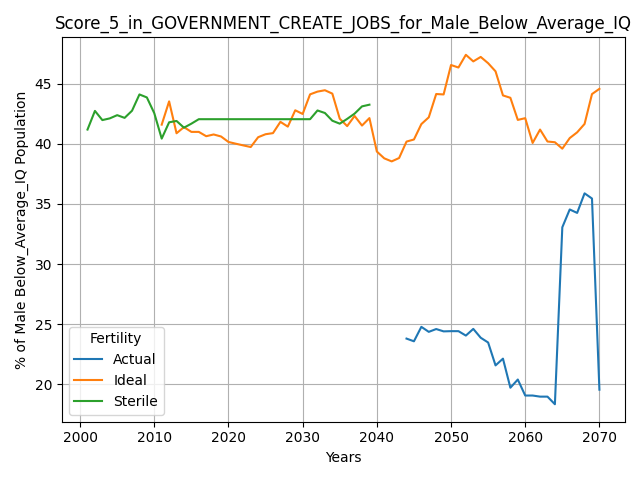 Score_5_in_GOVERNMENT_CREATE_JOBS_for_Male_Below_Average_IQ
% of Male Below_Average_IQ Population
45
40
35
30
25
20
Fertility
Actual
Ideal
Sterile
2000 2010 2020 2030 2040 2050 2060 2070
Years